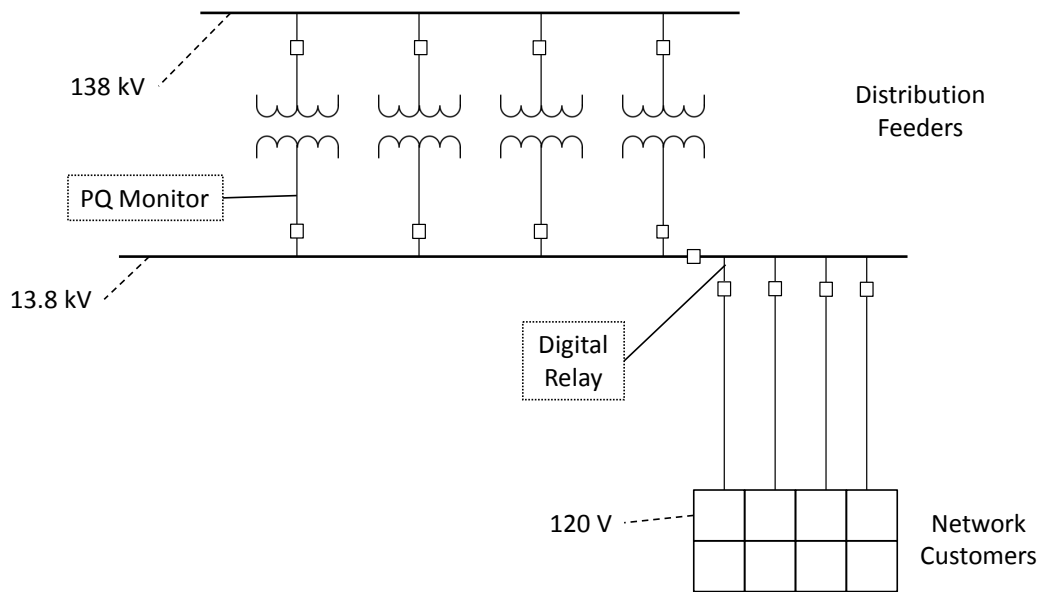 138 kV
Distribution
Feeders
PQ Monitor
13.8 kV
Digital
Relay
120 V
Network
Customers